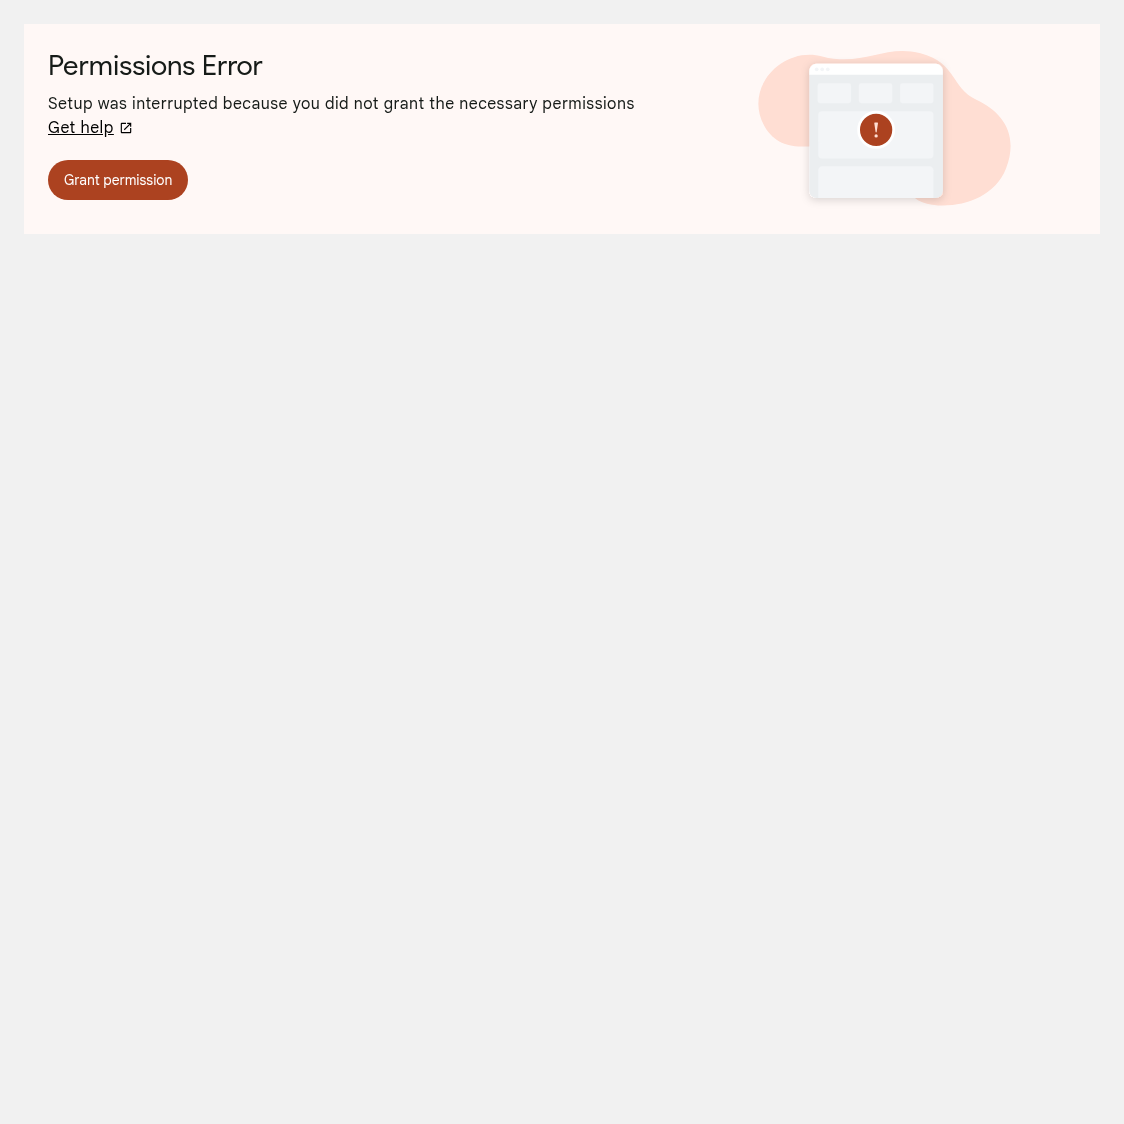 Permissions Error
Setup was interrupted because you did not grant the necessary permissions
Get help
Grant permission
!